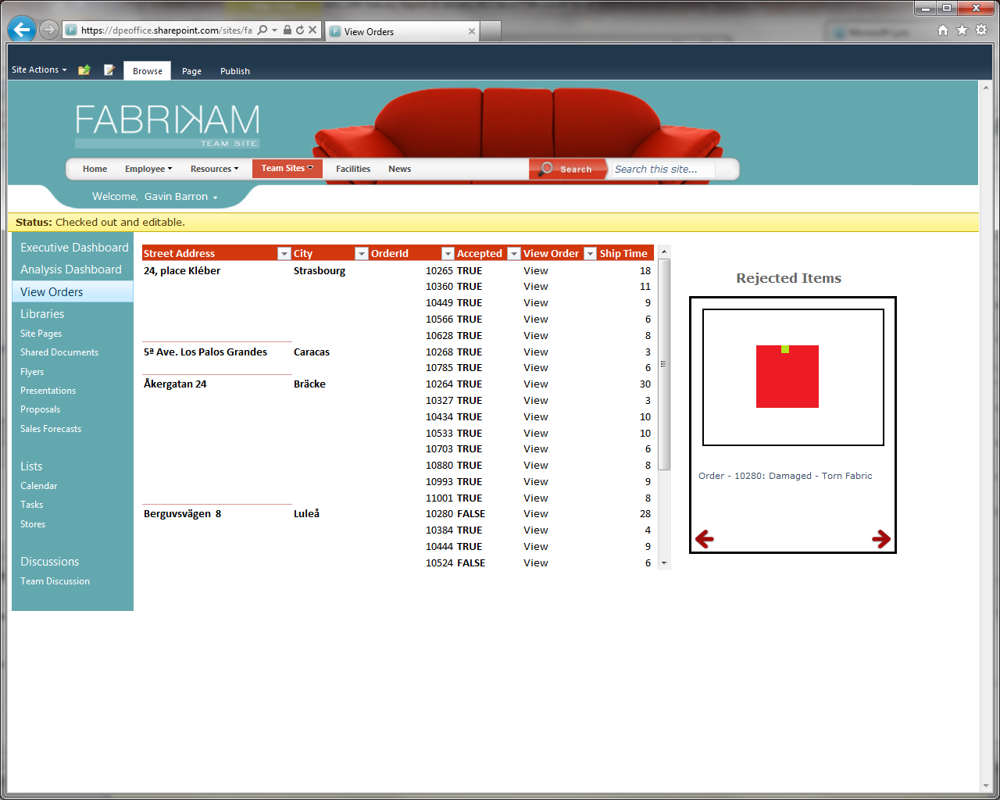 https://dpeoffice.sharepoint.com/sites/fa
View Orders
Site Actions
Browse
Page
Publish
FABRIKAM
TEAM SITE
Home
Employee
Resources
Team Sites
Facilities
News
Search
Search this site...
Welcome, Gavin Barron
Status: Checked out and editable.
Executive Dashboard
Analysis Dashboard
View Orders
Libraries
Site Pages
Shared Documents
Flyers
Presentations
Proposals
Sales Forecasts
Lists
Calendar
Tasks
Stores
Discussions
Team Discussion
Street Address City OrderId Accepted View Order Ship Time
24, place Kléber Strasbourg 10265 TRUE View 18
10360 TRUE View 11
10449 TRUE View 9
10566 TRUE View 6
10628 TRUE View 8
5ª Ave. Los Palos Grandes Caracas 10268 TRUE View 3
10785 TRUE View 6
Åkergatan 24 Bräcke 10264 TRUE View 30
10327 TRUE View 3
10434 TRUE View 10
10533 TRUE View 10
10703 TRUE View 6
10880 TRUE View 8
10993 TRUE View 9
11001 TRUE View 8
Berguvsvägen 8 Luleå 10280 FALSE View 28
10384 TRUE View 4
10444 TRUE View 9
10524 FALSE View 6
Rejected Items
Order - 10280: Damaged - Torn Fabric